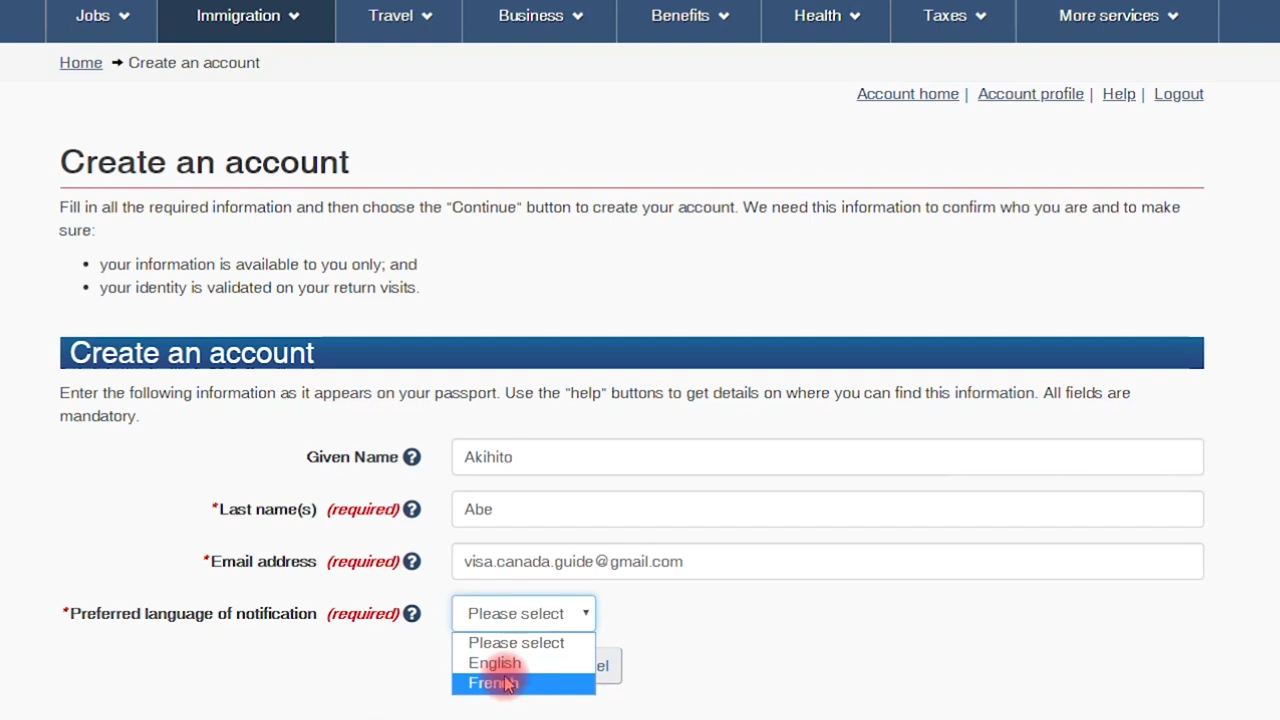 Jobs Immigration Travel Business Benefits Health Taxes More services
Home → Create an account
Account home | Account profile | Help | Logout
Create an account
Fill in all the required information and then choose the "Continue" button to create your account. We need this information to confirm who you are and to make
sure:
• your information is available to you only; and
• your identity is validated on your return visits.
Create an account
Enter the following information as it appears on your passport. Use the "help" buttons to get details on where you can find this information. All fields are
mandatory.
Given Name ? Akihito
*Last name(s) (required) ? Abe
*Email address (required) ? visa.canada.guide@gmail.com
*Preferred language of notification (required) ? Please select
Please select
English
French